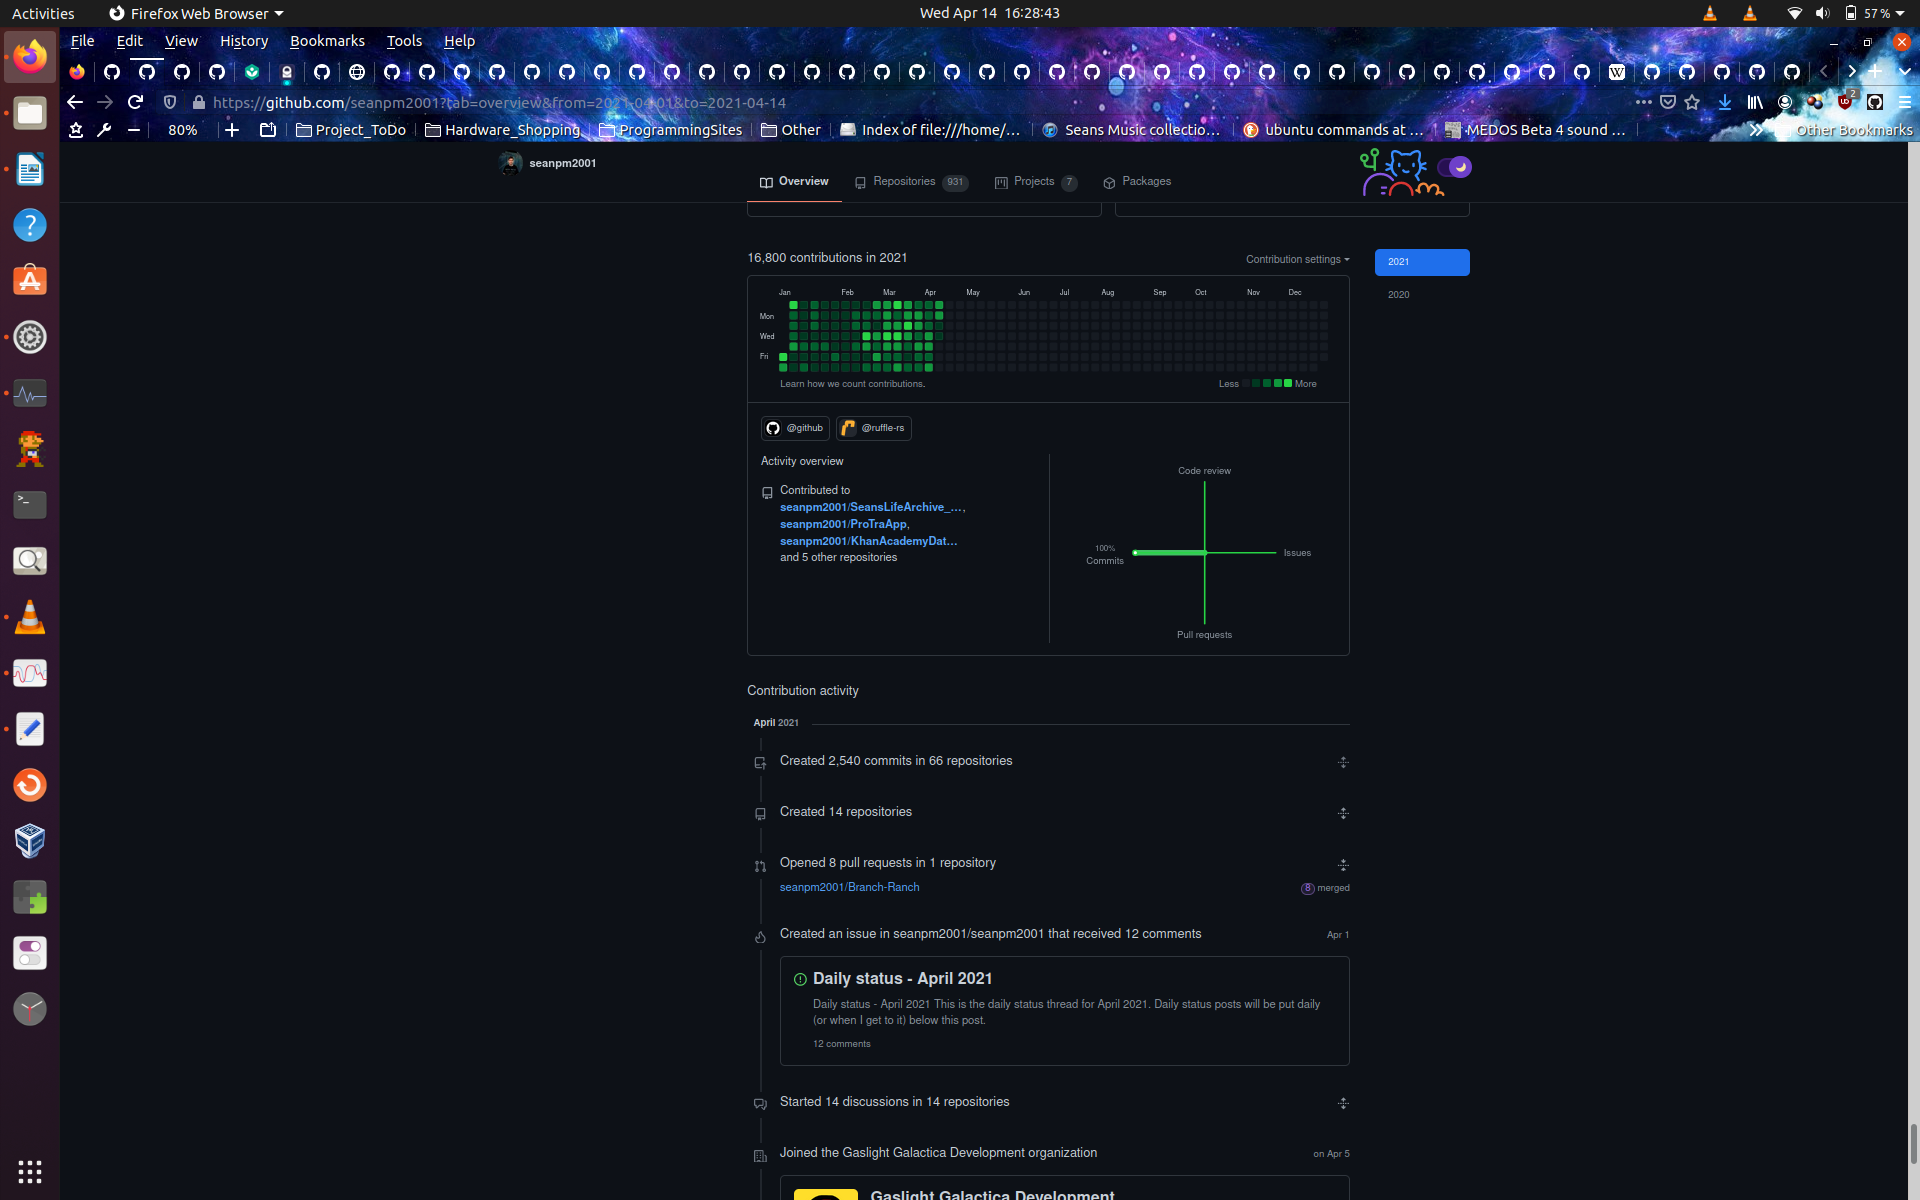 Activities
Firefox Web Browser
Wed Apr 14 16:28:43
57 %
File Edit View History Bookmarks Tools Help
https://github.com/seanpm2001?tab=overview&from=2021-04-01&to=2021-04-14
2
80%
Project_ToDo
Hardware_Shopping
ProgrammingSites
Other
Index of file:///home/...
Seans Music collectio...
ubuntu commands at ...
MEDOS Beta 4 sound ...
Other Bookmarks
seanpm2001
Overview
Repositories 931
Projects 7
Packages
16,800 contributions in 2021
Contribution settings
2021
2020
Jan Feb Mar Apr May Jun Jul Aug Sep Oct Nov Dec
Mon
Wed
Fri
Learn how we count contributions.
Less More
@github
@ruffle-rs
Activity overview
Contributed to
seanpm2001/SeansLifeArchive_...,
seanpm2001/ProTraApp,
seanpm2001/KhanAcademyDat...
and 5 other repositories
Code review
100%
Commits
Issues
Pull requests
Contribution activity
April 2021
Created 2,540 commits in 66 repositories
Created 14 repositories
Opened 8 pull requests in 1 repository
seanpm2001/Branch-Ranch
8 merged
Created an issue in seanpm2001/seanpm2001 that received 12 comments
Apr 1
Daily status - April 2021
Daily status - April 2021 This is the daily status thread for April 2021. Daily status posts will be put daily
(or when I get to it) below this post.
12 comments
Started 14 discussions in 14 repositories
Joined the Gaslight Galactica Development organization
on Apr 5
Gaslight Galactica Development